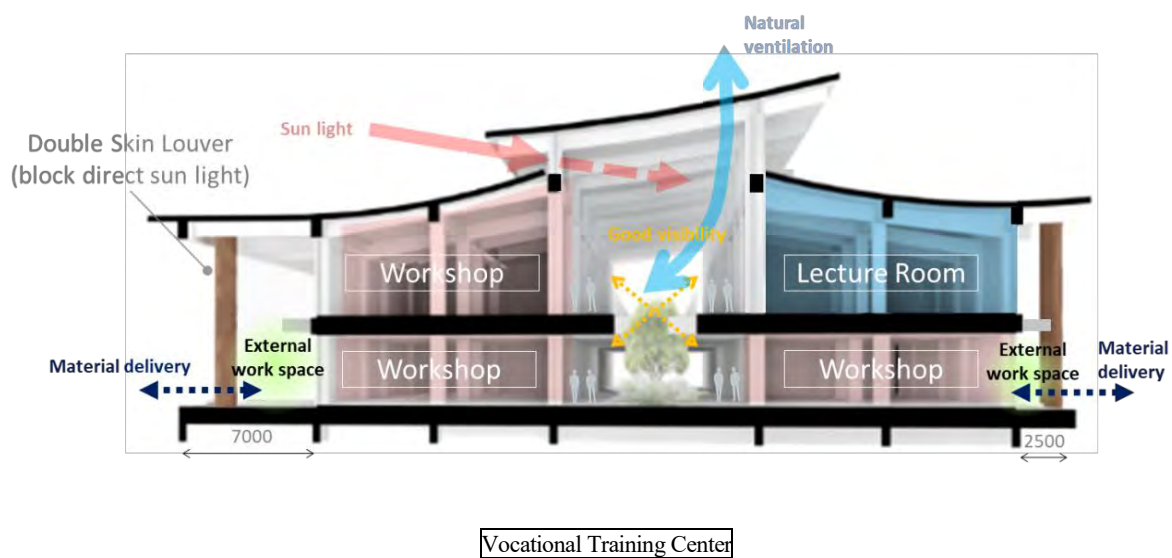 Natural
ventilation
Sun light
Double Skin Louver
(block direct sun light)
Good visibility
Workshop
Lecture Room
Material delivery
External
work space
Workshop
Workshop
External
work space
Material
delivery
7000
2500
Vocational Training Center